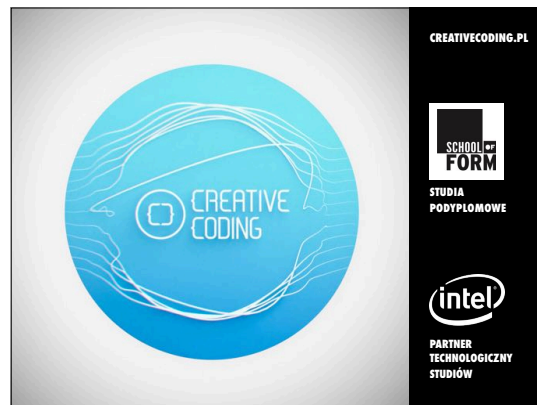 { } CREATIVE
CODING
CREATIVECODING.PL
SCHOOL OF
FORM
STUDIA
PODYPLOMOWE
intel®
PARTNER
TECHNOLOGICZNY
STUDIÓW